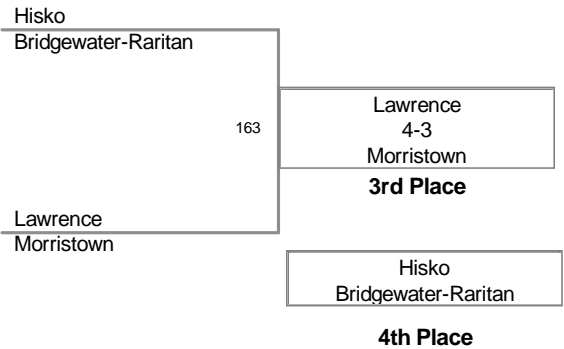 Hisko
Bridgewater-Raritan
163
Lawrence
4-3
Morristown
3rd Place
Lawrence
Morristown
Hisko
Bridgewater-Raritan
4th Place